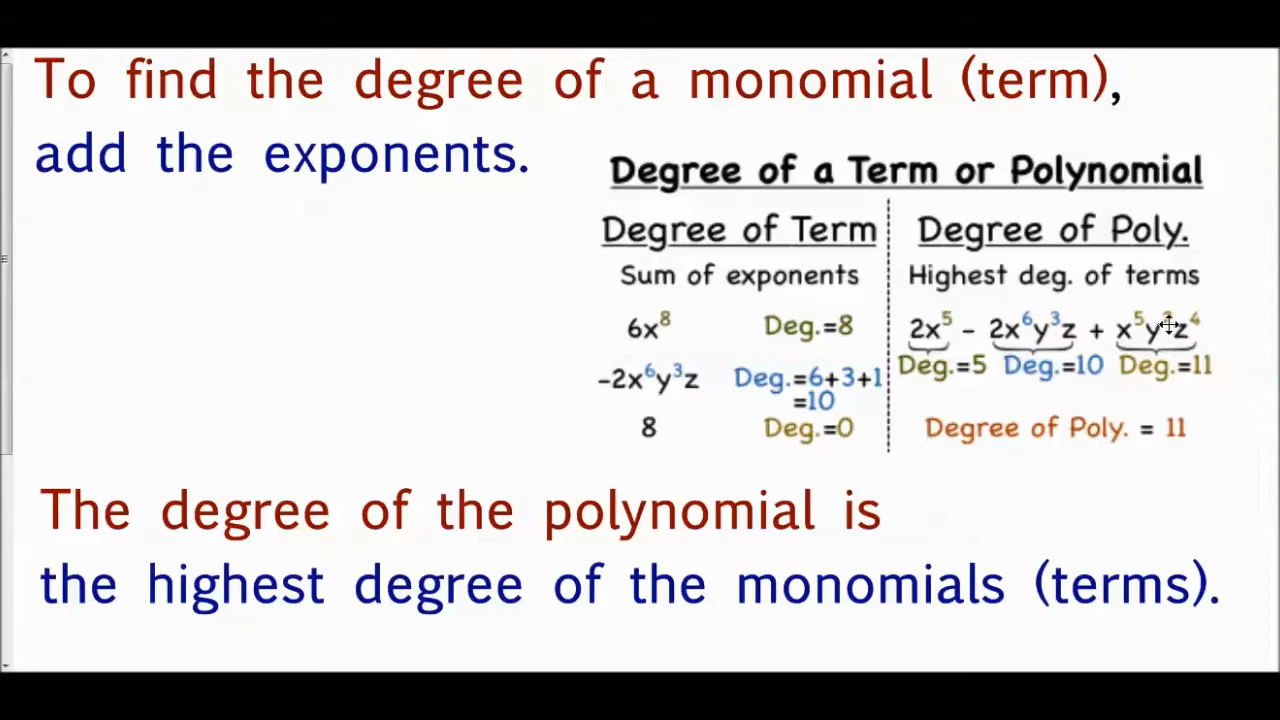 To find the degree of a monomial (term),
add the exponents.
Degree of a Term or Polynomial
Degree of Term
Sum of exponents
6x⁸ Deg.=8
-2x⁶y³z Deg.=6+3+1
=10
8 Deg.=0
Degree of Poly.
Highest deg. of terms
2x⁵ - 2x⁶y³z + x⁵y z⁴
Deg.=5 Deg.=10 Deg.=11
Degree of Poly. = 11
The degree of the polynomial is
the highest degree of the monomials (terms).